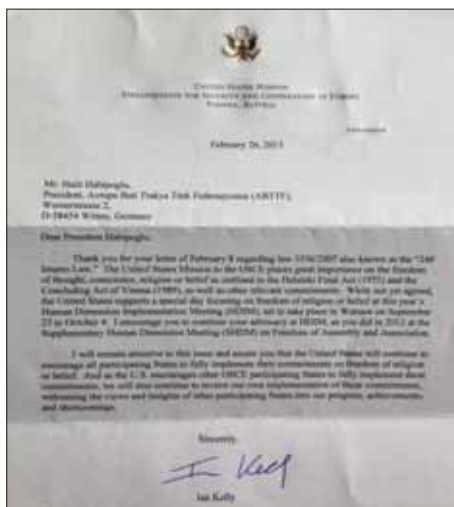 UNITED STATES MISSION
ORGANIZATION FOR SECURITY AND COOPERATION IN EUROPE
VIENNA, AUSTRIA
February 26, 2013
Mr. Halit Habipoglu,
President, Avrupa Bati Trakya Türk Federasyonu (ABTTF),
Wemerstrasse 2,
D-58454 Witten, Germany
Dear President Habipoglu:
Thank you for your letter of February 8 regarding law 3536/2007 also known as the "240
Imams Law." The United States Mission to the OSCE places great importance on the freedom
of thought, conscience, religion or belief as outlined in the Helsinki Final Act (1975) and the
Concluding Act of Vienna (1989), as well as other relevant commitments. While not yet agreed,
the United States supports a special day focusing on freedom of religion or belief at this year's
Human Dimension Implementation Meeting (HDIM), set to take place in Warsaw on September
23 to October 4. I encourage you to continue your advocacy at HDIM, as you did in 2012 at the
Supplementary Human Dimension Meeting (SHDM) on Freedom of Assembly and Association.
I will remain attentive to this issue and assure you that the United States will continue to
encourage all participating States to fully implement their commitments on freedom of religion
or belief. And as the U.S. encourages other OSCE participating States to fully implement these
commitments, we will also continue to review our own implementation of these commitments,
welcoming the views and insights of other participating States into our progress, achievements,
and shortcomings.
Sincerely,
Ian Kelly
Ian Kelly